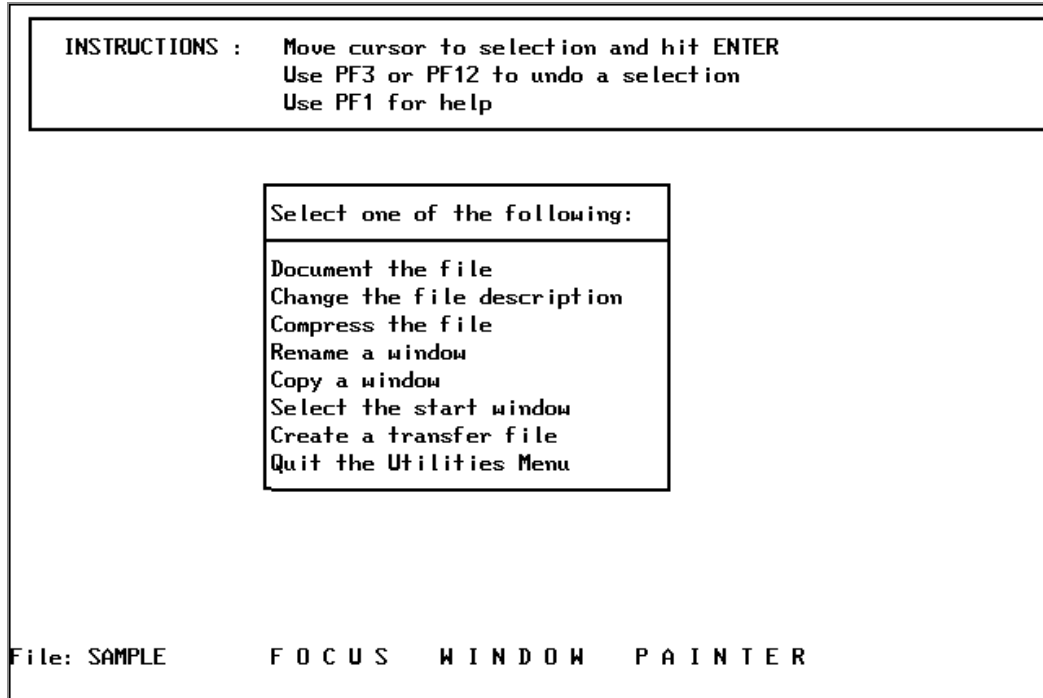 INSTRUCTIONS : Move cursor to selection and hit ENTER
Use PF3 or PF12 to undo a selection
Use PF1 for help
Select one of the following:
Document the file
Change the file description
Compress the file
Rename a window
Copy a window
Select the start window
Create a transfer file
Quit the Utilities Menu
File: SAMPLE F O C U S W I N D O W P A I N T E R